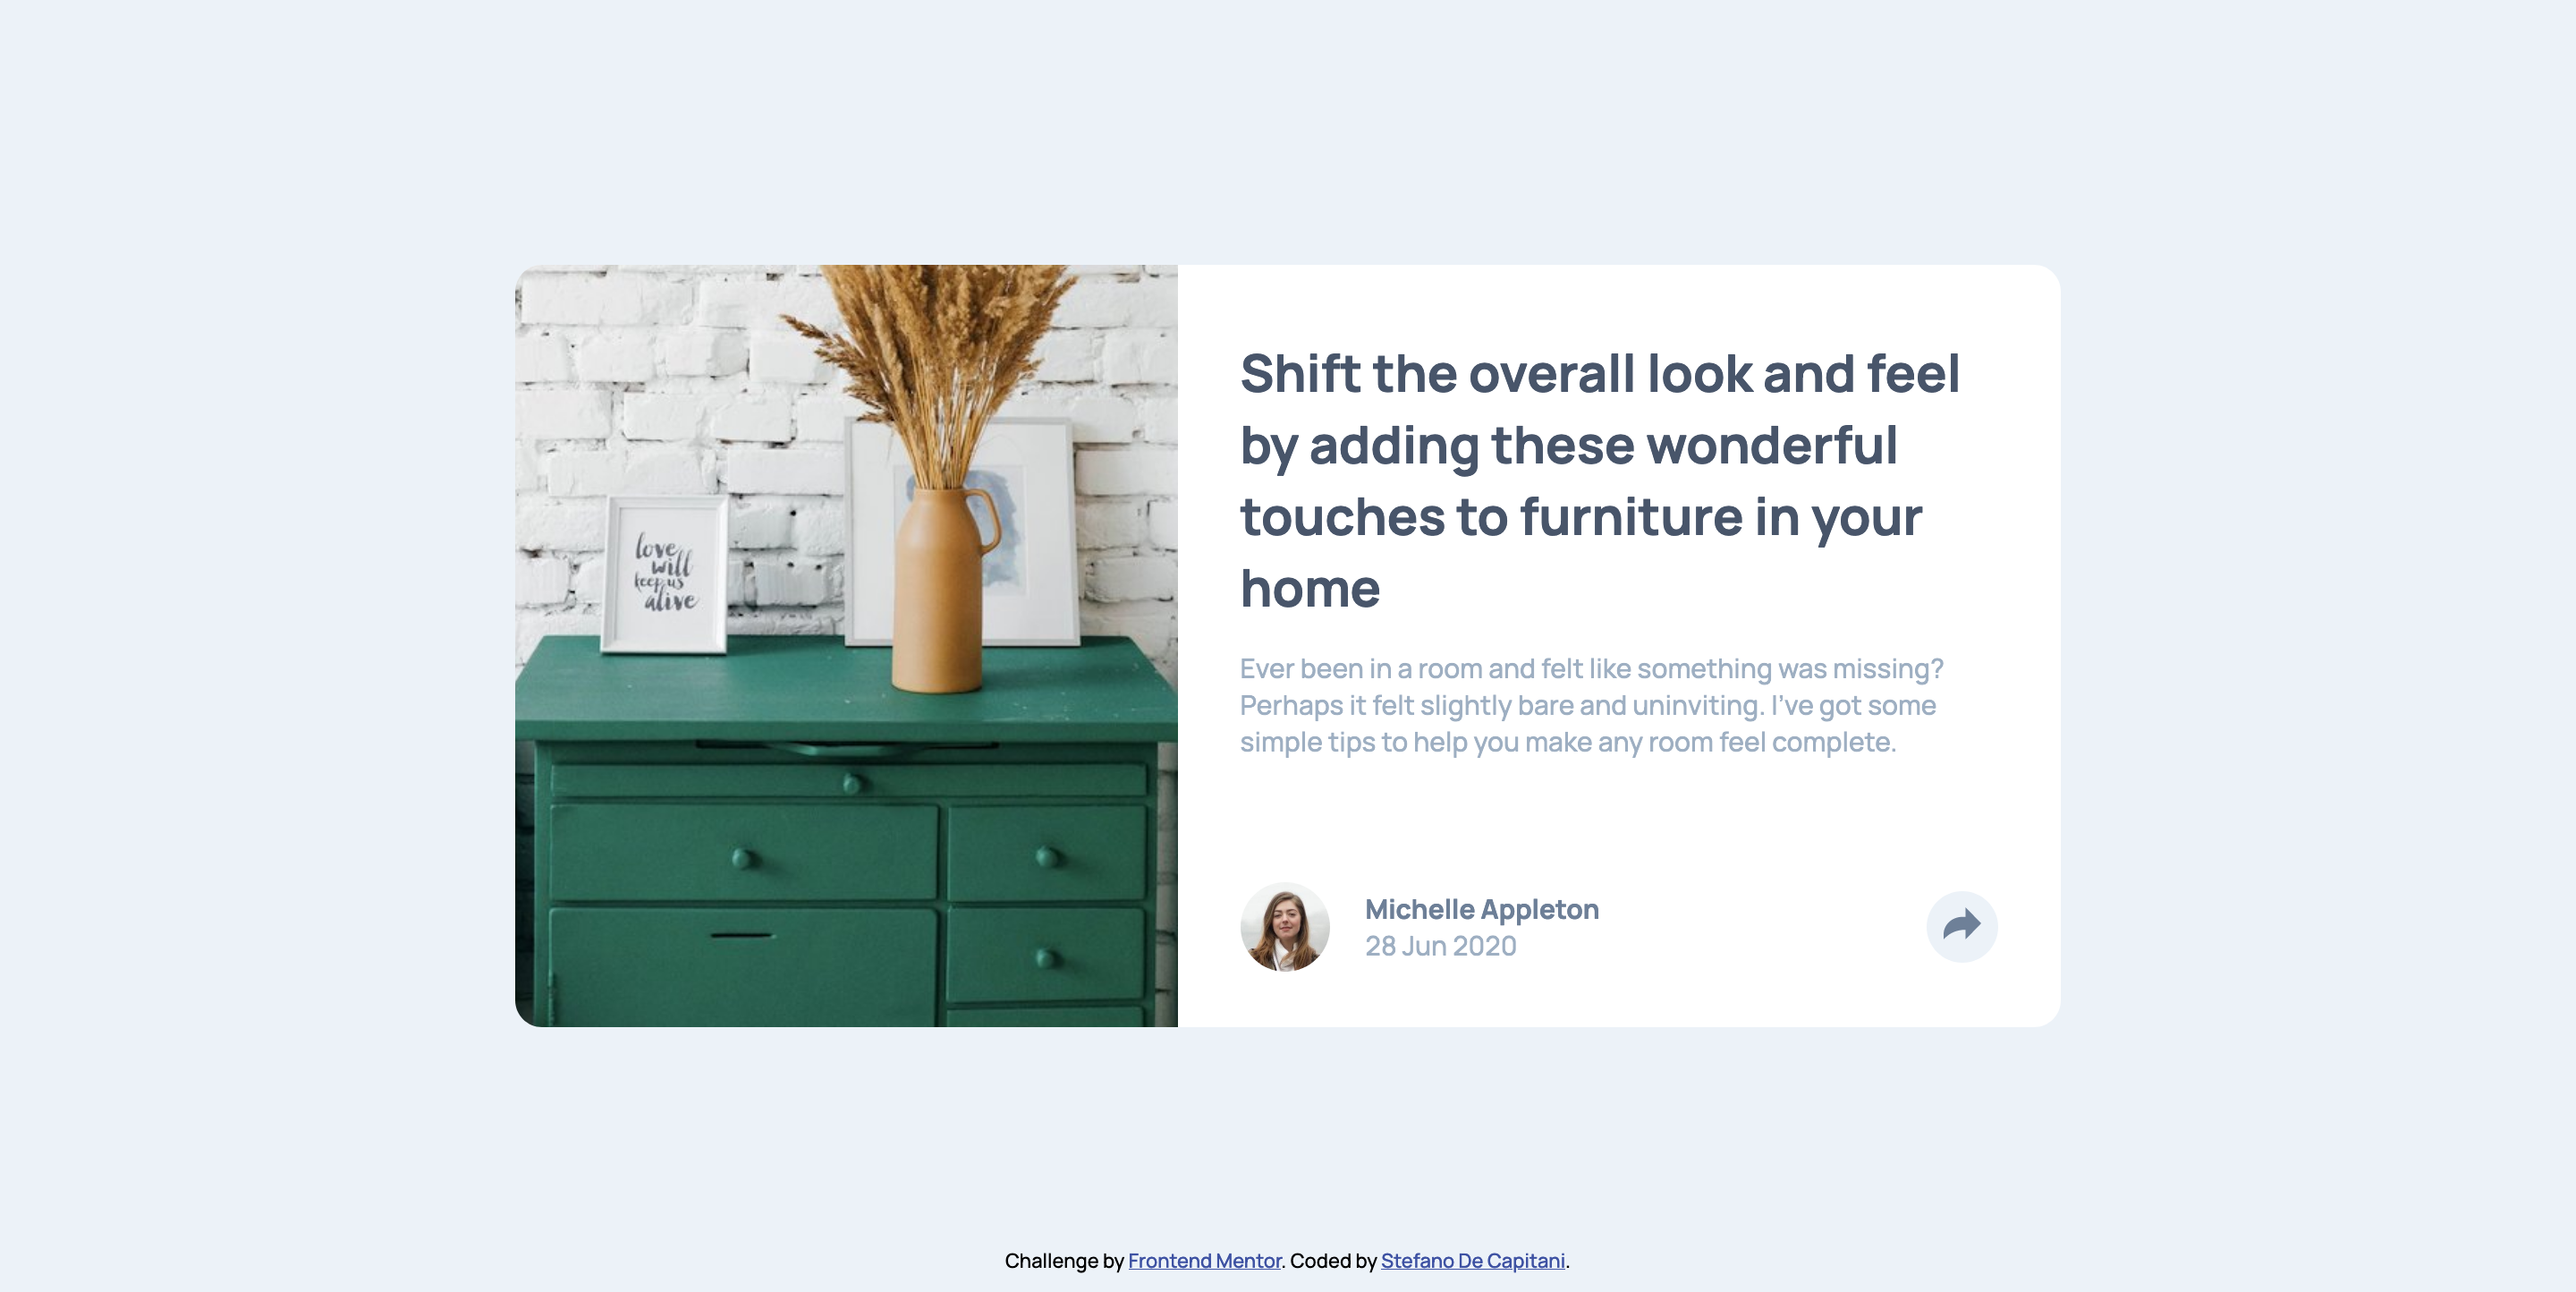 love
will
keep us
alive
Shift the overall look and feel
by adding these wonderful
touches to furniture in your
home
Ever been in a room and felt like something was missing?
Perhaps it felt slightly bare and uninviting. I’ve got some
simple tips to help you make any room feel complete.
Michelle Appleton
28 Jun 2020
Challenge by Frontend Mentor. Coded by Stefano De Capitani.